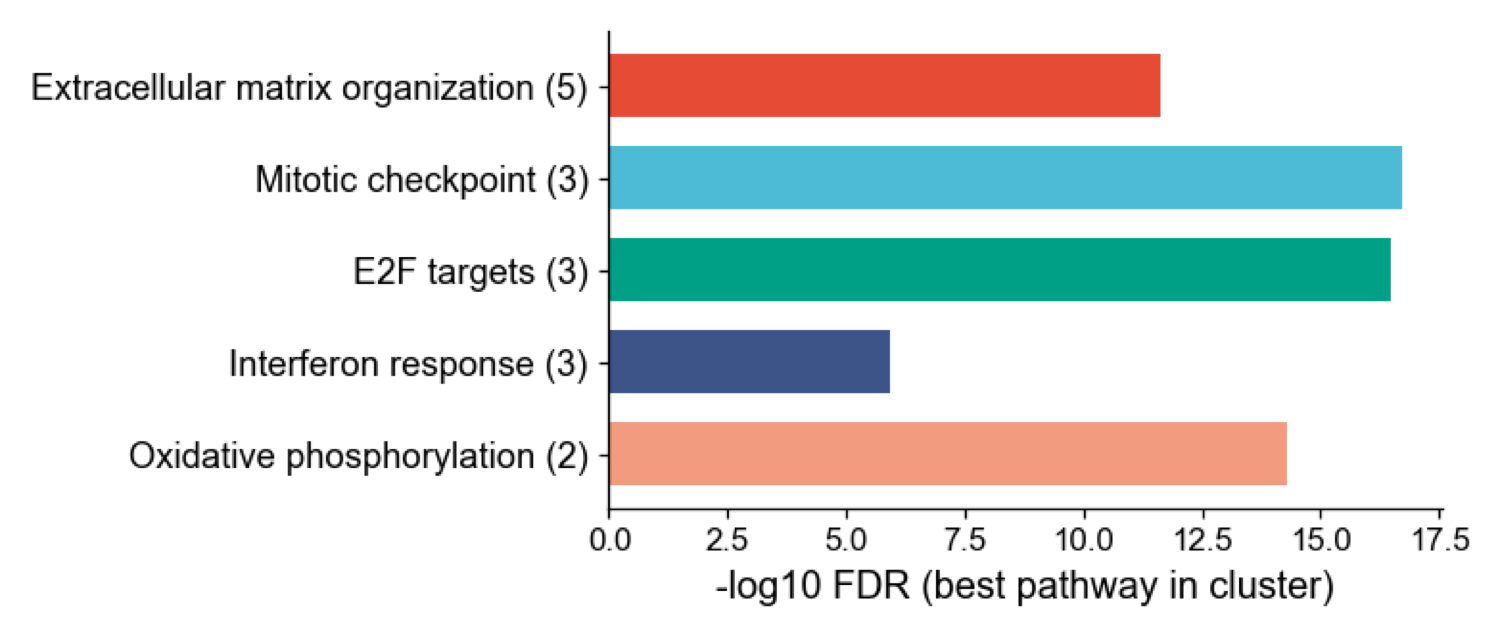 Extracellular matrix organization (5)
Mitotic checkpoint (3)
E2F targets (3)
Interferon response (3)
Oxidative phosphorylation (2)
0.0 2.5 5.0 7.5 10.0 12.5 15.0 17.5
-log10 FDR (best pathway in cluster)